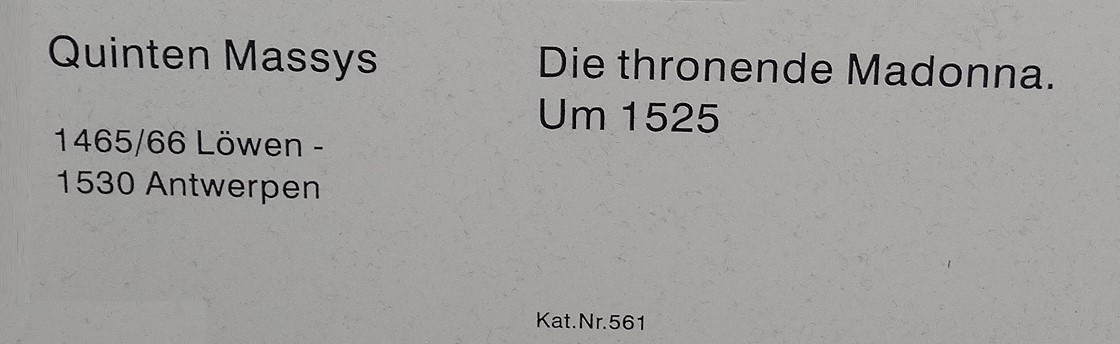 Quinten Massys
1465/66 Löwen -
1530 Antwerpen
Die thronende Madonna.
Um 1525
Kat.Nr.561